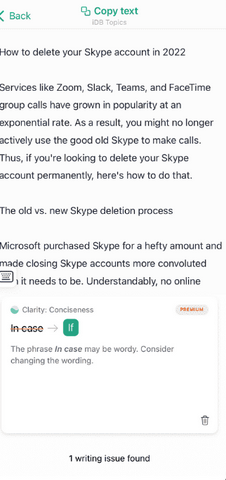 Back
Copy text
iDB Topics
How to delete your Skype account in 2022
Services like Zoom, Slack, Teams, and FaceTime
group calls have grown in popularity at an
exponential rate. As a result, you might no longer
actively use the good old Skype to make calls.
Thus, if you're looking to delete your Skype
account permanently, here's how to do that.
The old vs. new Skype deletion process
Microsoft purchased Skype for a hefty amount and
made closing Skype accounts more convoluted
it needs to be. Understandably, no online
Clarity: Conciseness
PREMIUM
In case → If
The phrase In case may be wordy. Consider
changing the wording.
1 writing issue found